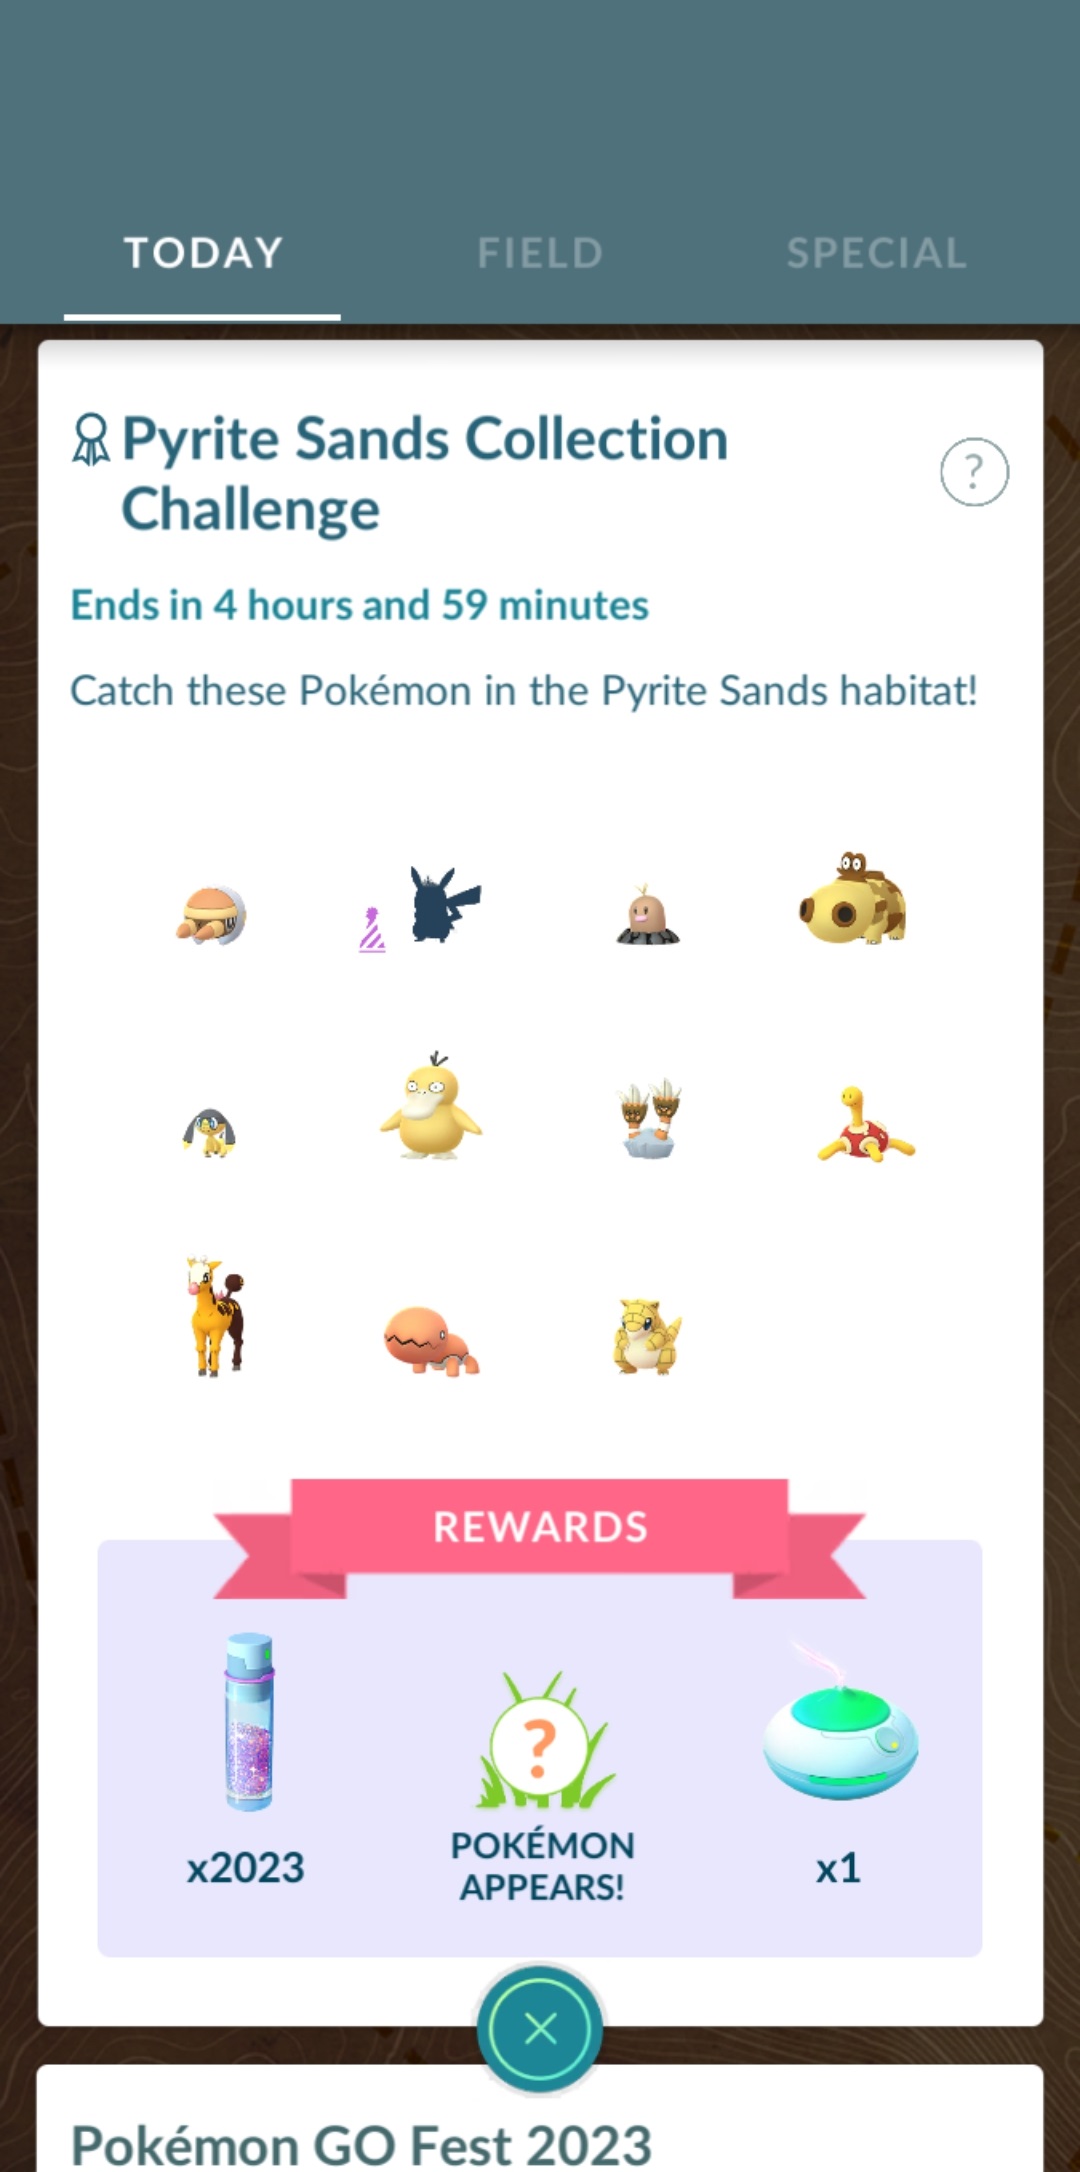 TODAY
FIELD
SPECIAL
Pyrite Sands Collection
Challenge
?
Ends in 4 hours and 59 minutes
Catch these Pokémon in the Pyrite Sands habitat!
REWARDS
?
x2023
POKÉMON
APPEARS!
x1
Pokémon GO Fest 2023